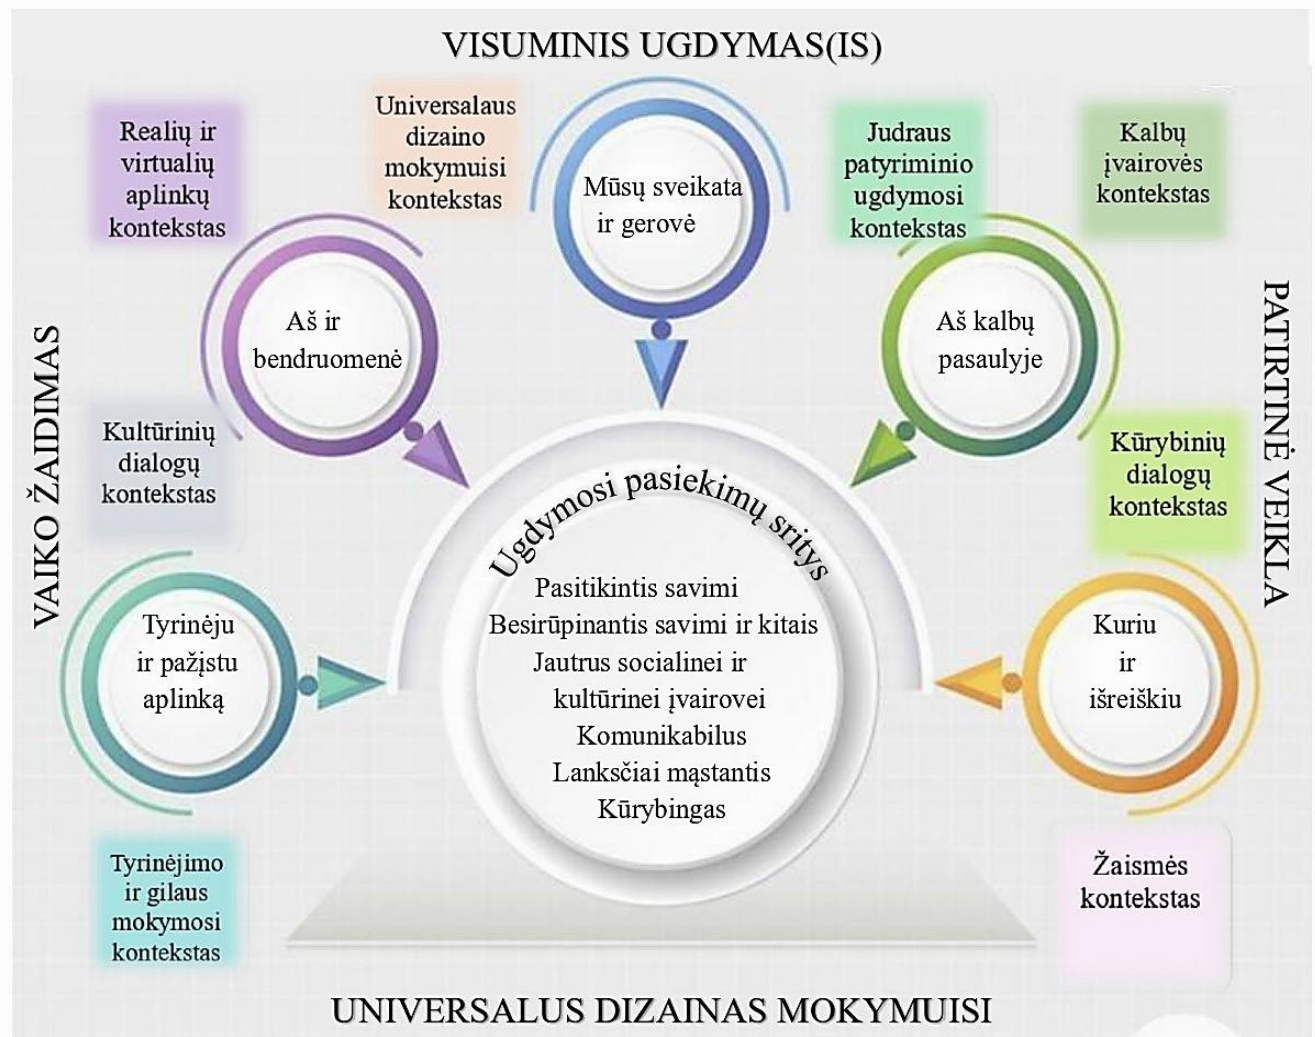 VISUMINIS UGDYMAS(IS)
Realių ir
virtualių
aplinkų
kontekstas
Universalaus
dizaino
mokymuisi
kontekstas
Mūsų sveikata
ir gerovė
Judraus
patyriminio
ugdymosi
kontekstas
Kalbų
įvairovės
kontekstas
Aš ir
bendruomenė
Aš kalbų
pasaulyje
VAIKO ŽAIDIMAS
PATIRTINĖ VEIKLA
Kultūrinių
dialogų
kontekstas
Kūrybinių
dialogų
kontekstas
Tyrinėju
ir pažįstu
aplinką
Ugdymosi pasiekimų sritys
Pasitikintis savimi
Besirūpinantis savimi ir kitais
Jautrus socialinei ir
kultūrinei įvairovei
Komunikabilus
Lanksčiai mąstantis
Kūrybingas
Kuriu
ir
išreiškiu
Tyrinėjimo
ir gilaus
mokymosi
kontekstas
Žaismės
kontekstas
UNIVERSALUS DIZAINAS MOKYMUISI